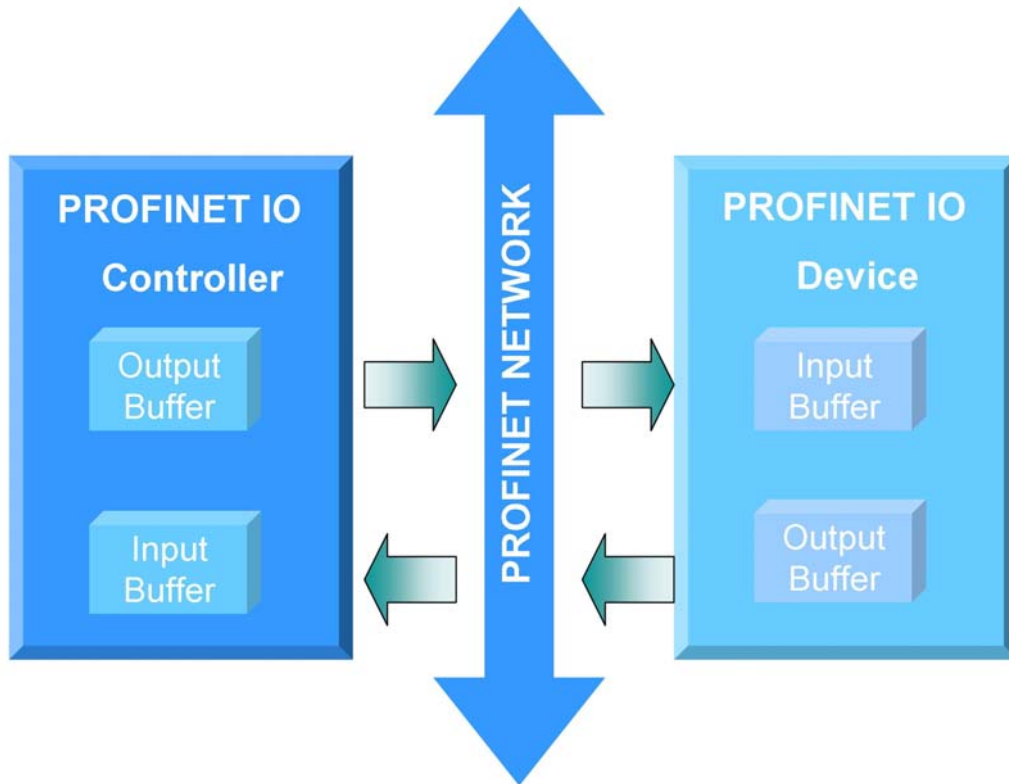 PROFINET IO
Controller
Output
Buffer
Input
Buffer
PROFINET NETWORK
PROFINET IO
Device
Input
Buffer
Output
Buffer